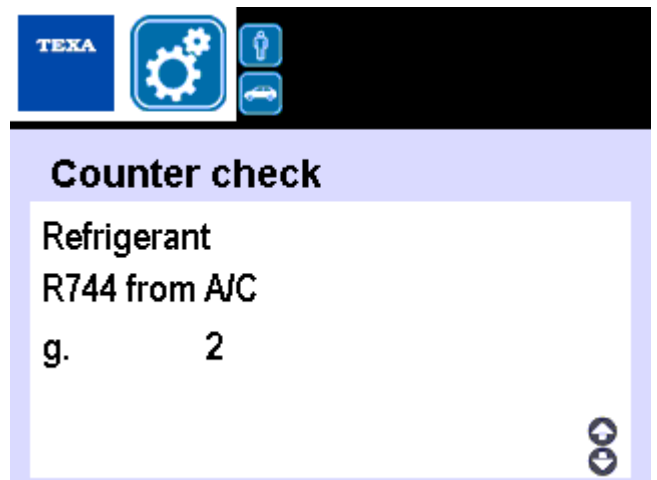 TEXA
Counter check
Refrigerant
R744 from A/C
g. 2